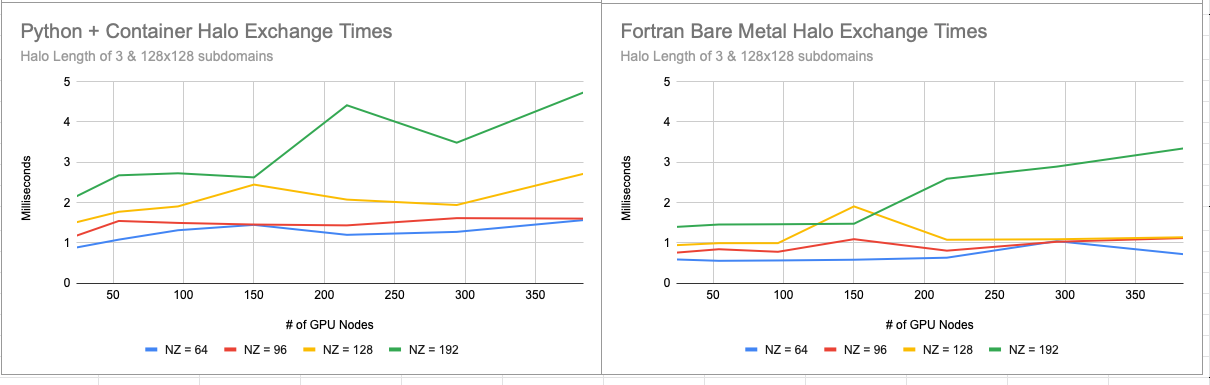 Python + Container Halo Exchange Times
Halo Length of 3 & 128x128 subdomains
5
4
3
2
1
0
Milliseconds
50 100 150 200 250 300 350
# of GPU Nodes
NZ = 64 NZ = 96 NZ = 128 NZ = 192
Fortran Bare Metal Halo Exchange Times
Halo Length of 3 & 128x128 subdomains
5
4
3
2
1
0
Milliseconds
50 100 150 200 250 300 350
# of GPU Nodes
NZ = 64 NZ = 96 NZ = 128 NZ = 192